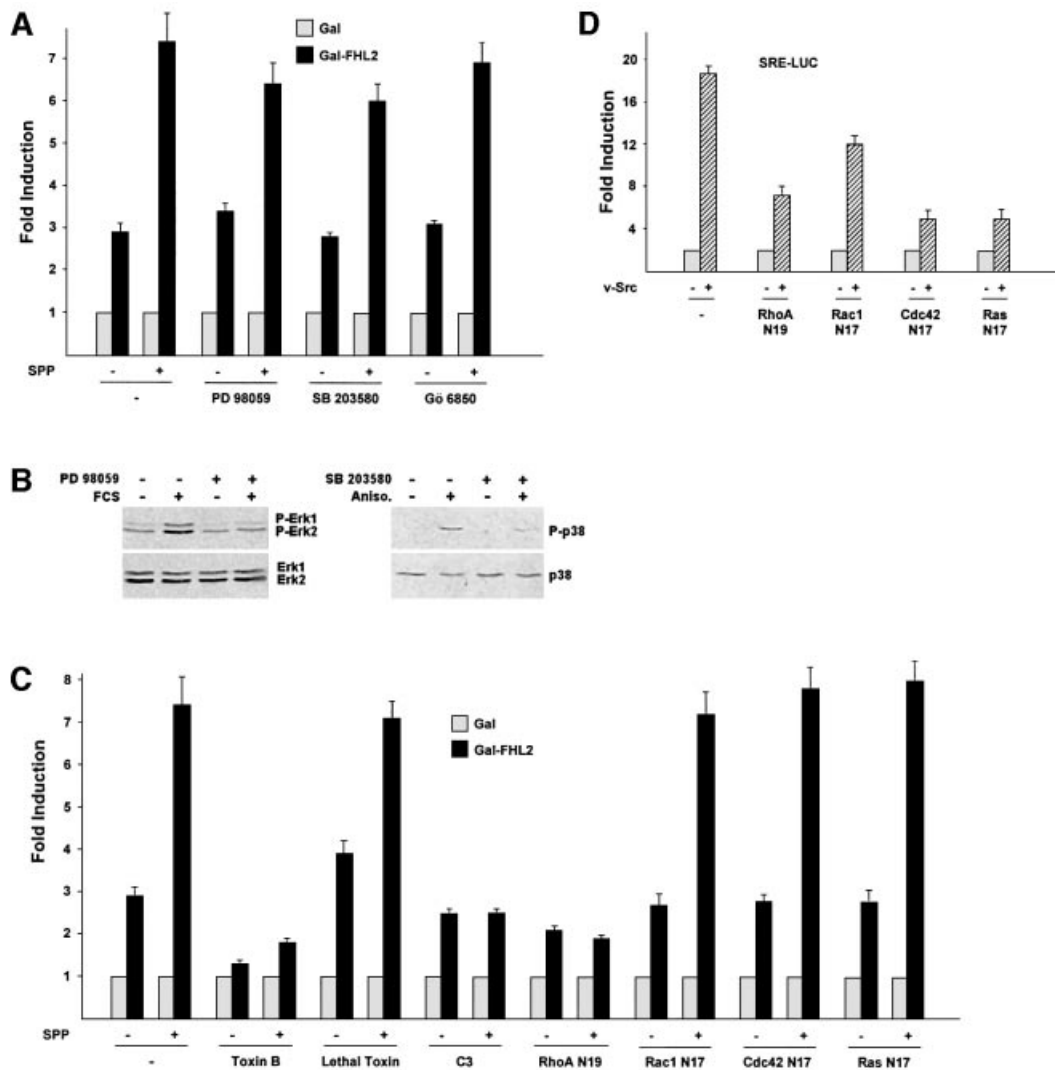 A
Gal
Gal-FHL2
Fold Induction
7
6
5
4
3
2
1
SPP
- + - + - + - +
- PD 98059 SB 203580 Gö 6850
D
SRE-LUC
Fold Induction
20
16
12
8
4
v-Src
- + - + - + - + - +
- RhoA Rac1 Cdc42 Ras
N19 N17 N17 N17
B
PD 98059 - - + +
FCS - + - +
P-Erk1
P-Erk2
Erk1
Erk2
SB 203580 - - + +
Aniso. - + - +
P-p38
p38
C
Gal
Gal-FHL2
Fold Induction
8
7
6
5
4
3
2
1
SPP - + - + - + - + - + - + - + - +
- Toxin B Lethal Toxin C3 RhoA N19 Rac1 N17 Cdc42 N17 Ras N17